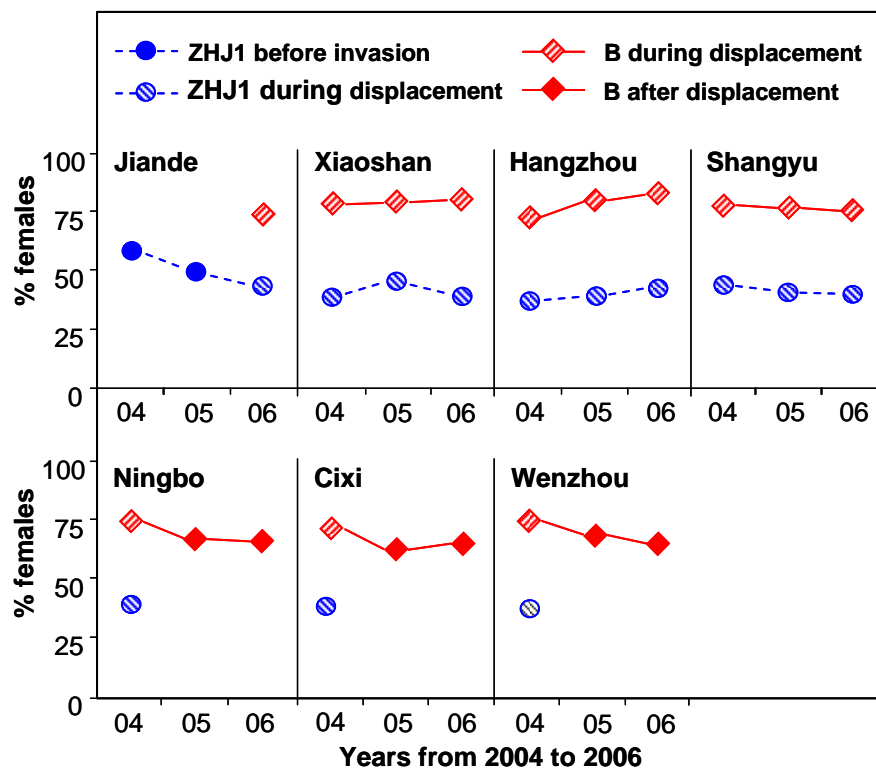 ZHJ1 before invasion B during displacement
ZHJ1 during displacement B after displacement
100 Jiande Xiaoshan Hangzhou Shangyu
75
50
25
0
% females
04 05 06 04 05 06 04 05 06 04 05 06
100 Ningbo Cixi Wenzhou
75
50
25
0
% females
04 05 06 04 05 06 04 05 06
Years from 2004 to 2006